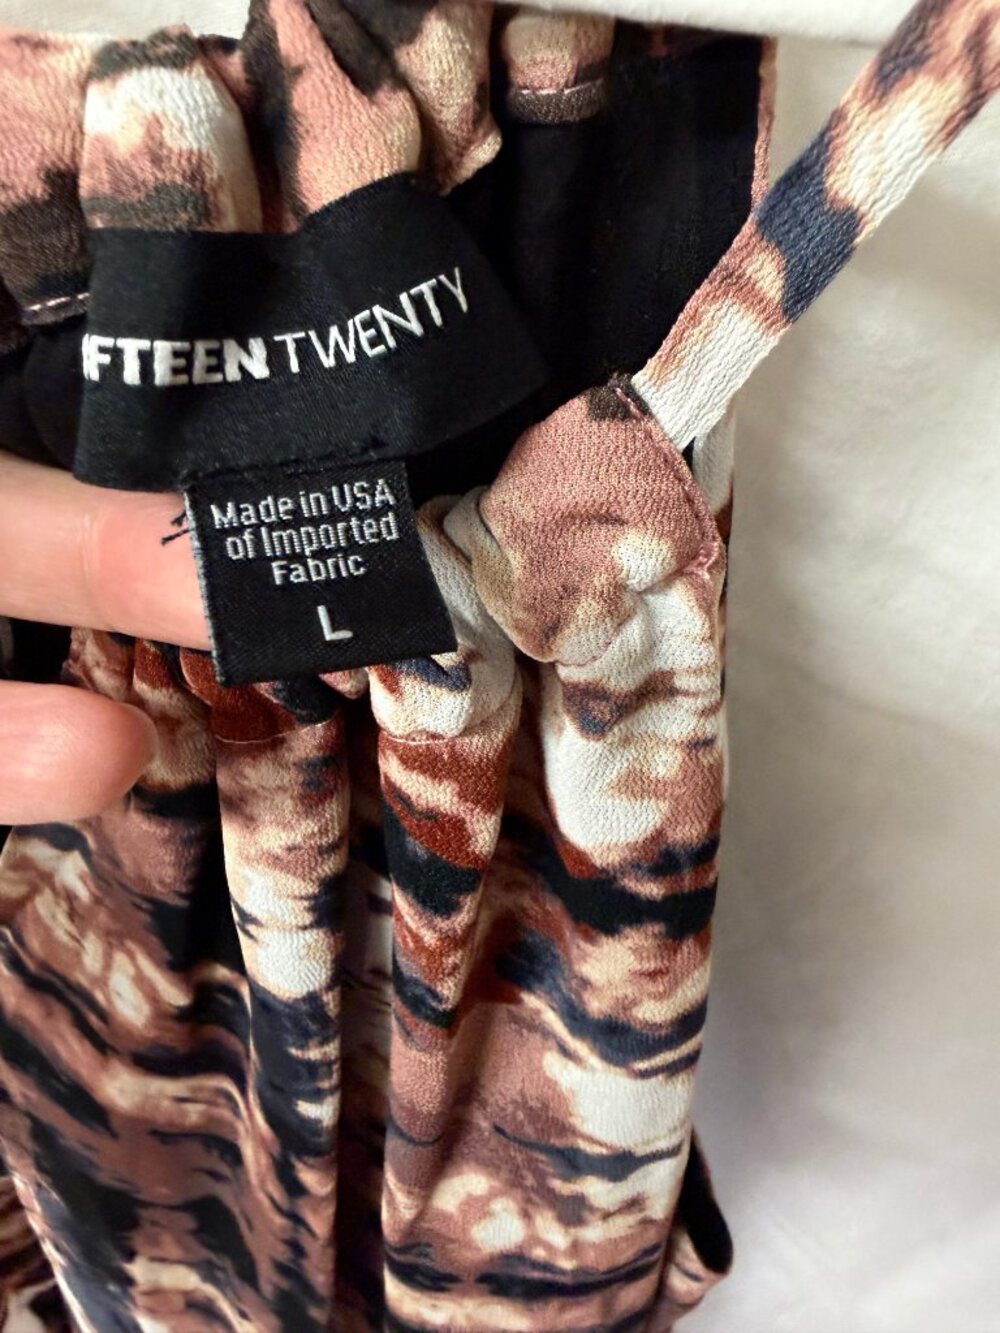 FTEEN TWENTY
Made in USA
of Imported
Fabric
L